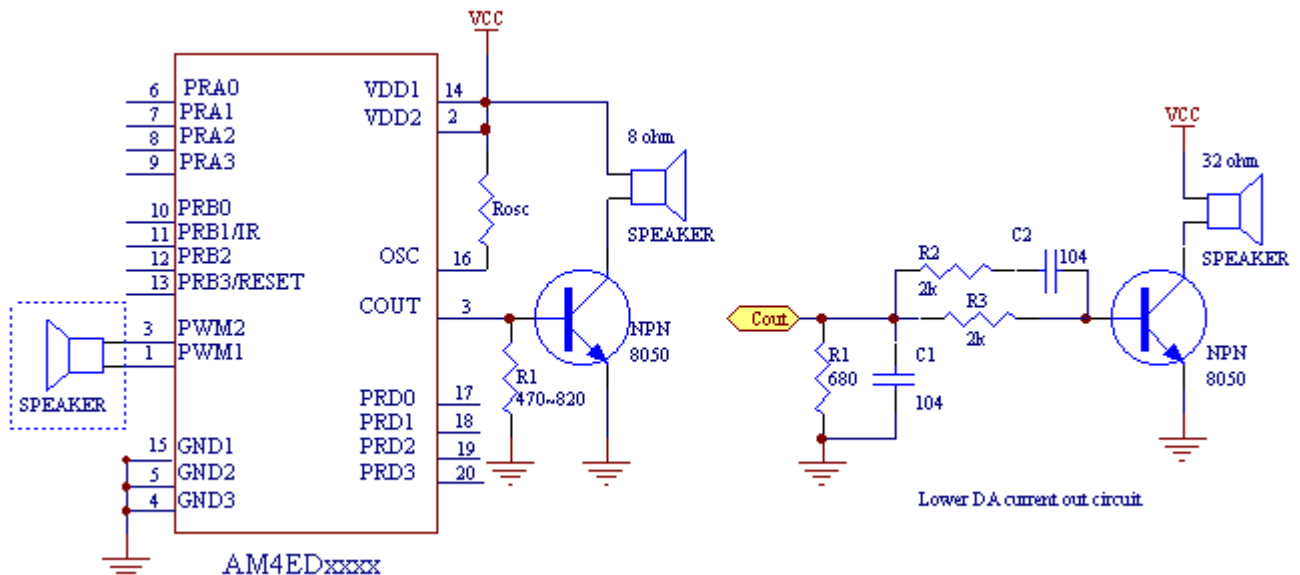 VCC
6 PRA0
7 PRA1
8 PRA2
9 PRA3
10 PRB0
11 PRB1/IR
12 PRB2
13 PRB3/RESET
3 PWM2
1 PWM1
SPEAKER
15 GND1
5 GND2
4 GND3
VDD1 14
VDD2 2
OSC 16
COUT 3
PRD0 17
PRD1 18
PRD2 19
PRD3 20
AM4EDxxxx
Rosc
8 ohm
SPEAKER
NPN
8050
R1
470~820
VCC
32 ohm
SPEAKER
C2
104
R2
2k
R3
2k
Cout
R1
680
C1
104
NPN
8050
Lower DA current out circuit